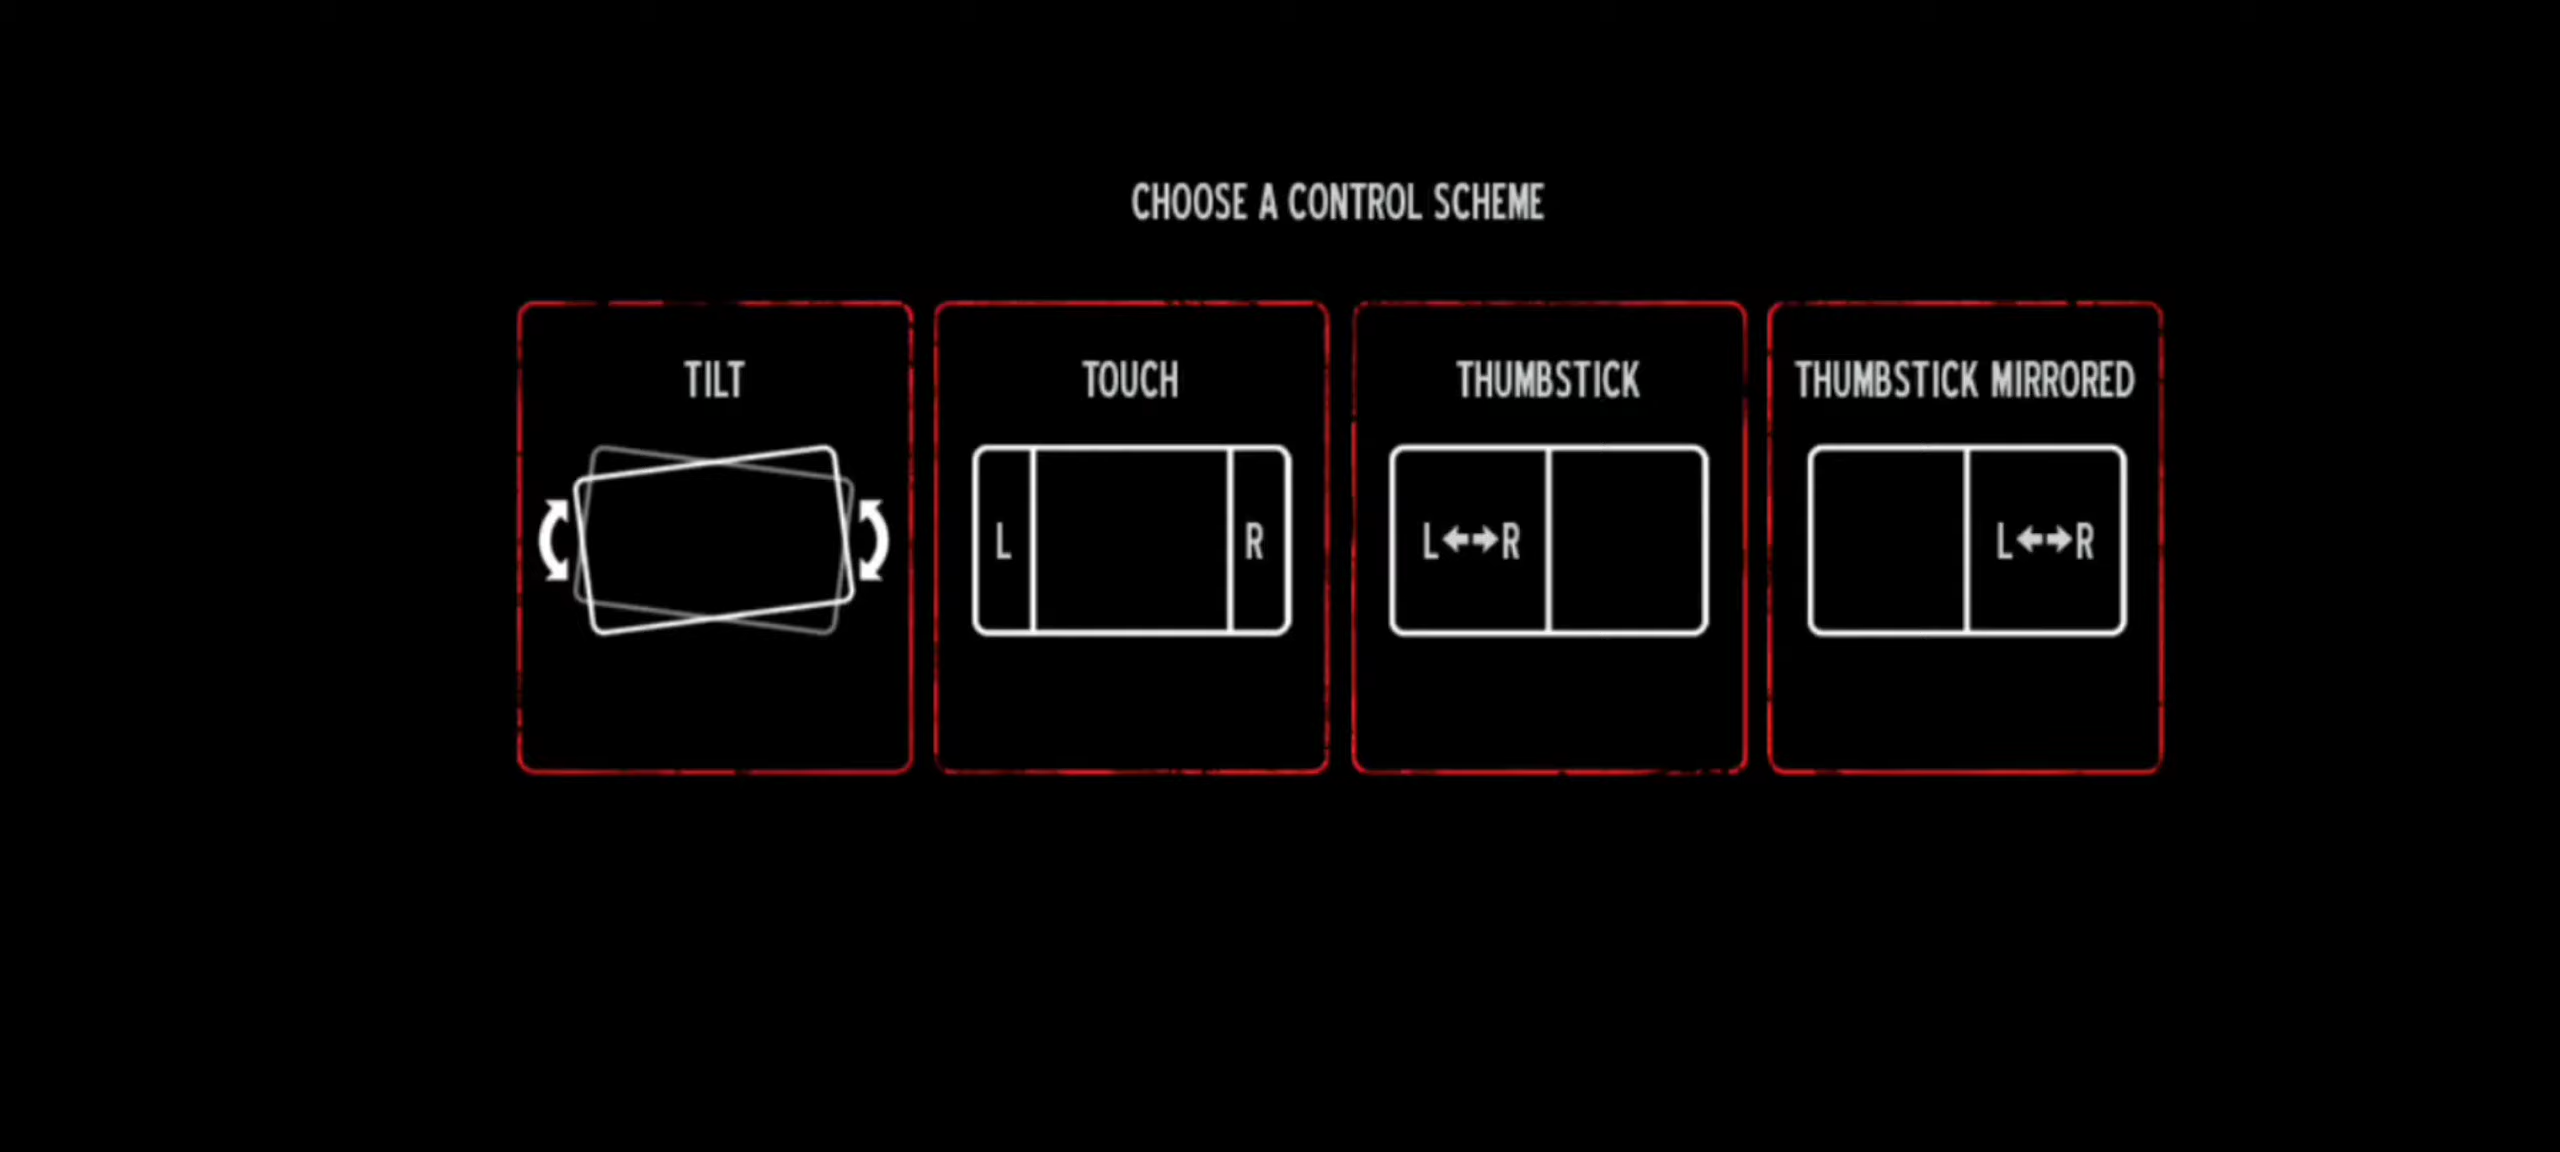 CHOOSE A CONTROL SCHEME
TILT
TOUCH
L R
THUMBSTICK
L↔R
THUMBSTICK MIRRORED
L↔R